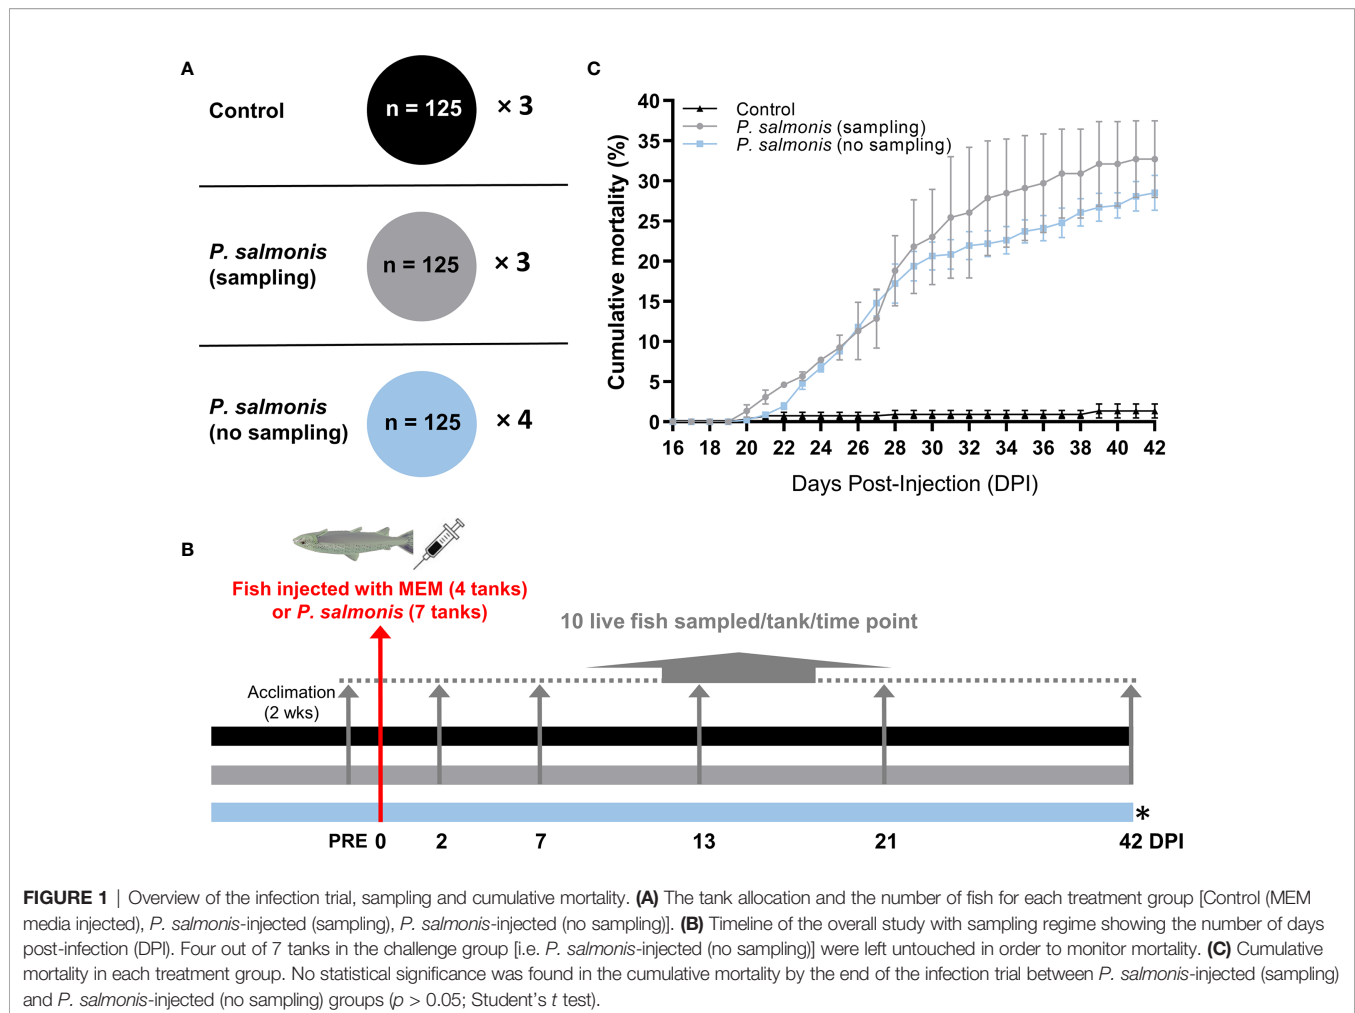 A
Control
n = 125
× 3
P. salmonis
(sampling)
n = 125
× 3
P. salmonis
(no sampling)
n = 125
× 4
C
Cumulative mortality (%)
40
35
30
25
20
15
10
5
0
Control
P. salmonis (sampling)
P. salmonis (no sampling)
16 18 20 22 24 26 28 30 32 34 36 38 40 42
Days Post-Injection (DPI)
B
Fish injected with MEM (4 tanks)
or P. salmonis (7 tanks)
10 live fish sampled/tank/time point
Acclimation
(2 wks)
*
PRE 0 2 7 13 21 42 DPI
FIGURE 1 | Overview of the infection trial, sampling and cumulative mortality. (A) The tank allocation and the number of fish for each treatment group [Control (MEM
media injected), P. salmonis-injected (sampling), P. salmonis-injected (no sampling)]. (B) Timeline of the overall study with sampling regime showing the number of days
post-infection (DPI). Four out of 7 tanks in the challenge group [i.e. P. salmonis-injected (no sampling)] were left untouched in order to monitor mortality. (C) Cumulative
mortality in each treatment group. No statistical significance was found in the cumulative mortality by the end of the infection trial between P. salmonis-injected (sampling)
and P. salmonis-injected (no sampling) groups (p > 0.05; Student's t test).